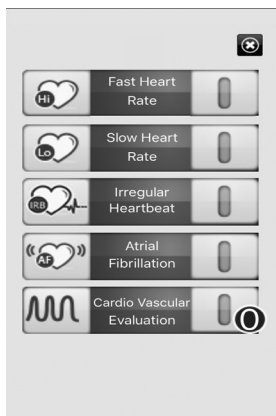 Hi
Fast Heart
Rate
Lo
Slow Heart
Rate
IRB
Irregular
Heartbeat
AF
Atrial
Fibrillation
Cardio Vascular
Evaluation
O